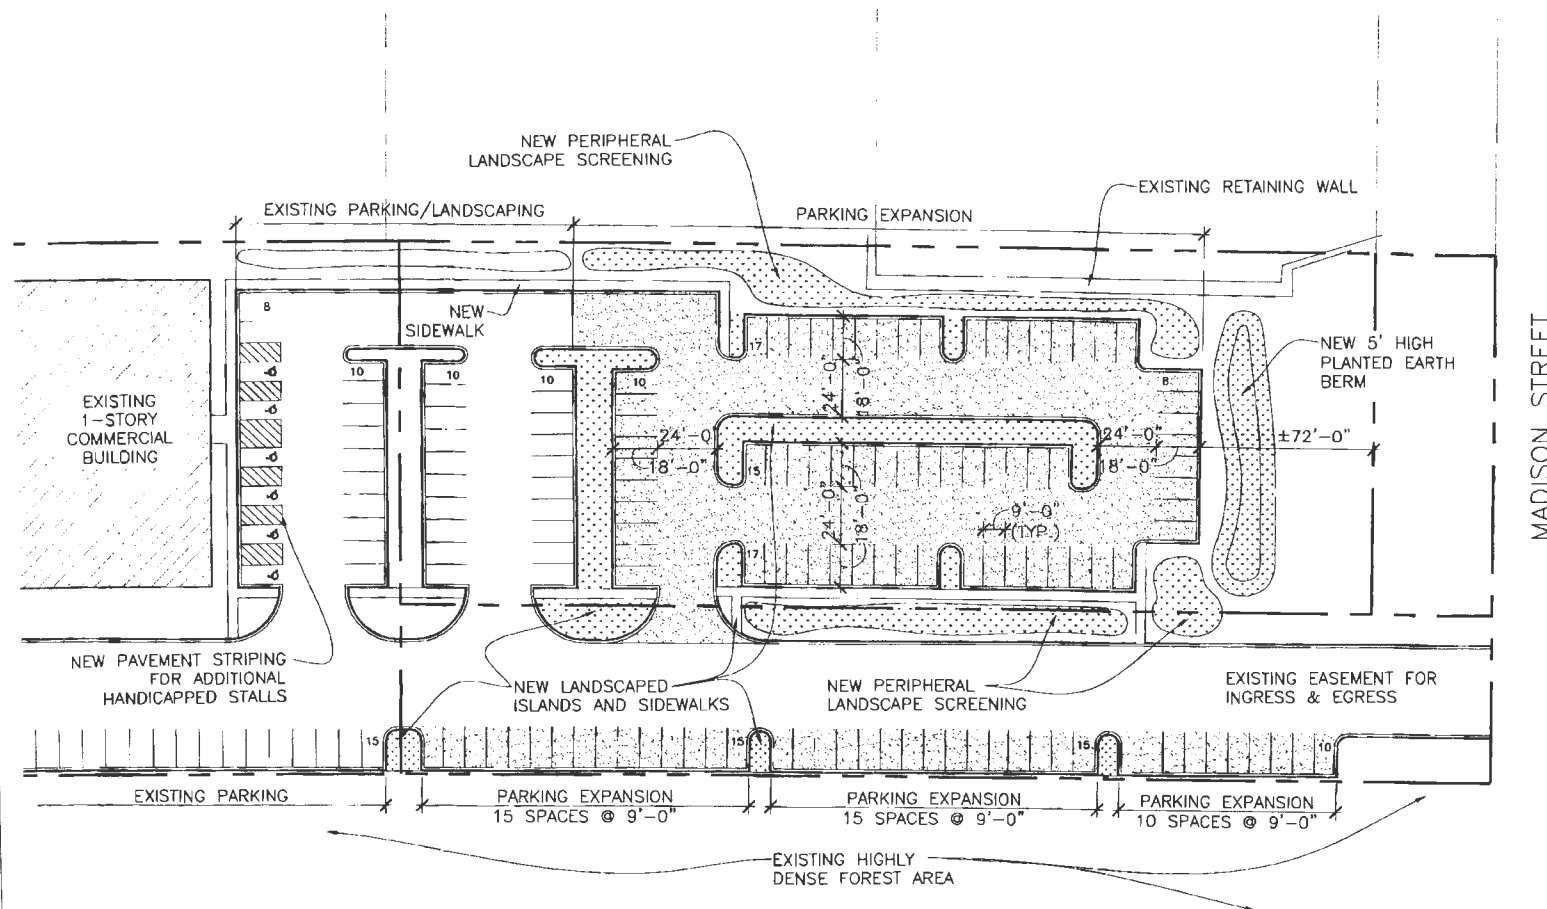 NEW PERIPHERAL
LANDSCAPE SCREENING
EXISTING RETAINING WALL
EXISTING PARKING/LANDSCAPING
PARKING EXPANSION
8
NEW
SIDEWALK
NEW 5' HIGH
PLANTED EARTH
BERM
MADISON STREET
EXISTING
1-STORY
COMMERCIAL
BUILDING
10
10
10
10
17
8
24'-0"
18'-0"
24'-0
18'-0"
24'-0"
18'-0"
±72'-0"
15
24'-0"
18'-0"
9'-0"
(TYP.)
17
NEW PAVEMENT STRIPING
FOR ADDITIONAL
HANDICAPPED STALLS
NEW LANDSCAPED
ISLANDS AND SIDEWALKS
NEW PERIPHERAL
LANDSCAPE SCREENING
EXISTING EASEMENT FOR
INGRESS & EGRESS
15
15
15
10
EXISTING PARKING
PARKING EXPANSION
15 SPACES @ 9'-0"
PARKING EXPANSION
15 SPACES @ 9'-0"
PARKING EXPANSION
10 SPACES @ 9'-0"
EXISTING HIGHLY
DENSE FOREST AREA